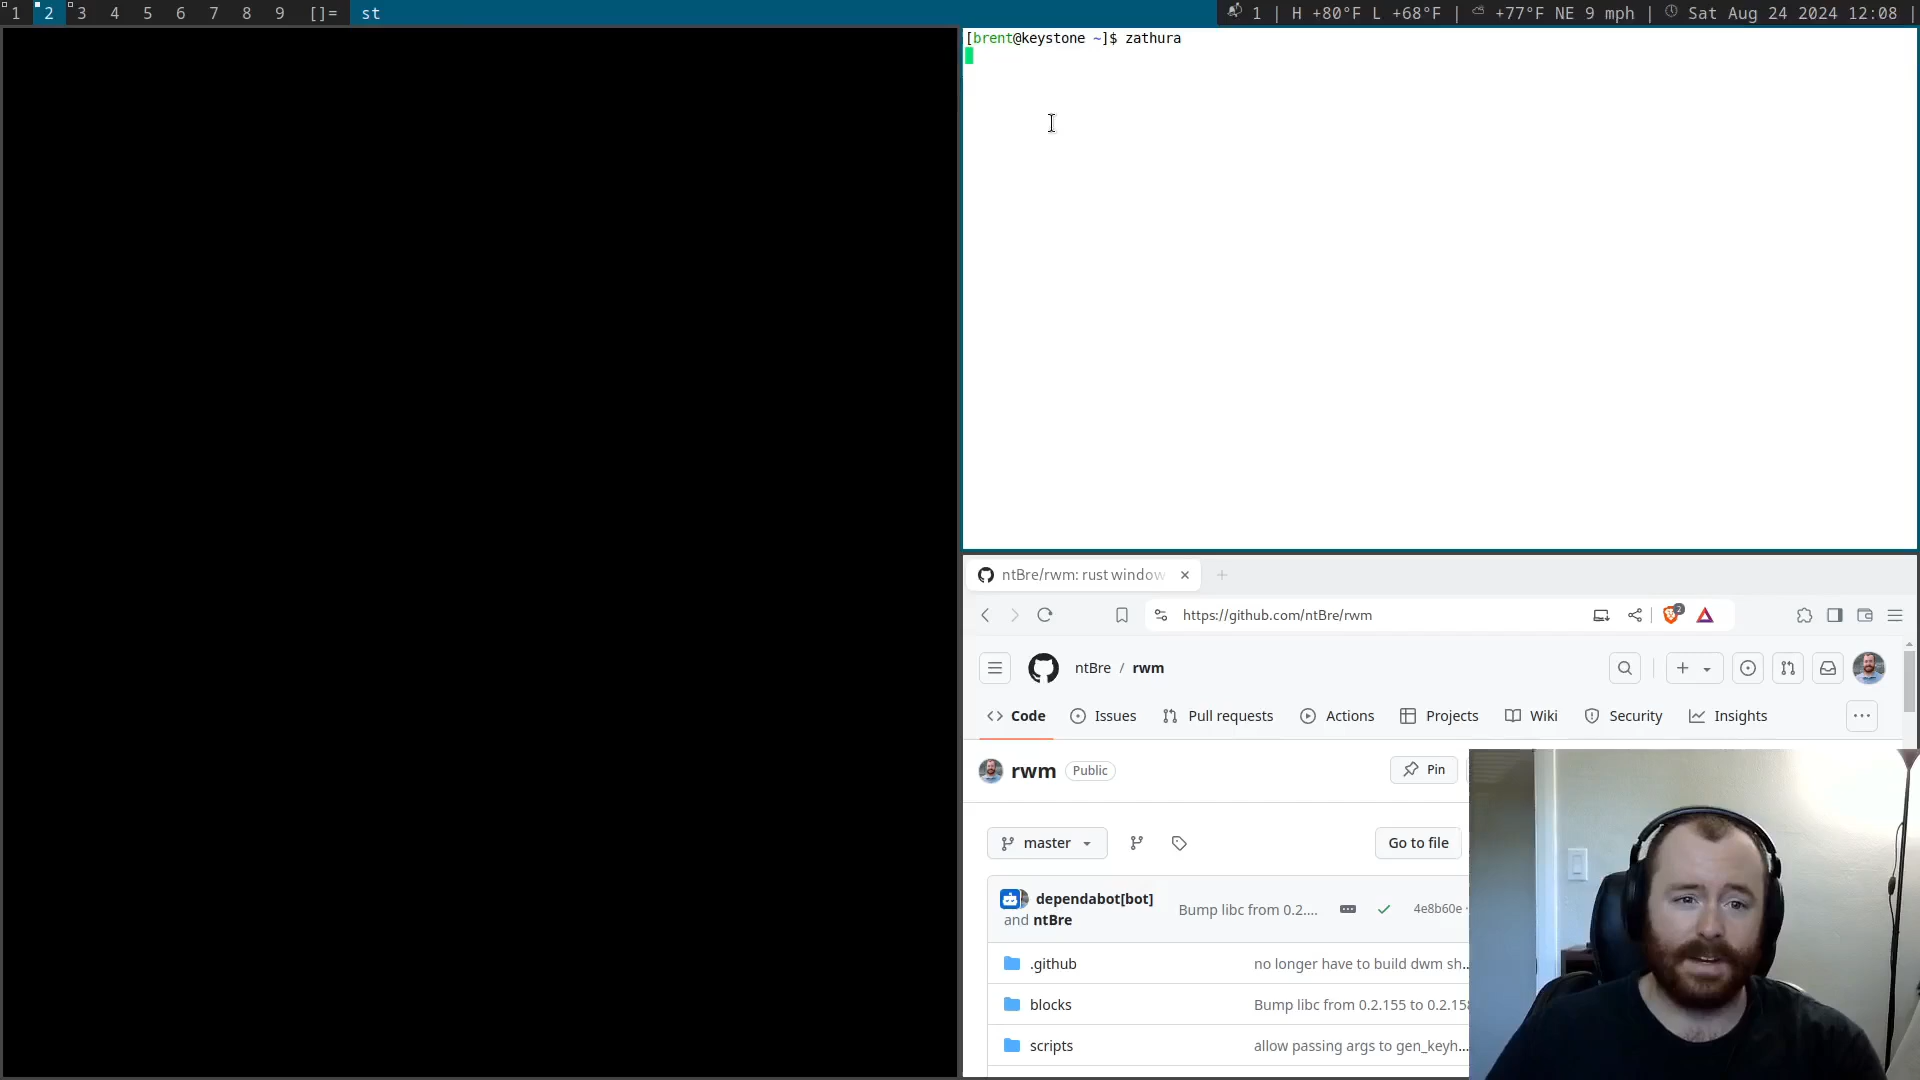 1 2 3 4 5 6 7 8 9 []= st 1 | H +80°F L +68°F | +77°F NE 9 mph | Sat Aug 24 2024 12:08 |
[brent@keystone ~]$ zathura
ntBre/rwm: rust window
https://github.com/ntBre/rwm
2
ntBre / rwm
Code Issues Pull requests Actions Projects Wiki Security Insights
rwm Public Pin
master Go to file
dependabot[bot]
and ntBre Bump libc from 0.2.... 4e8b60e ·
.github no longer have to build dwm sh...
blocks Bump libc from 0.2.155 to 0.2.158
scripts allow passing args to gen_keyh...